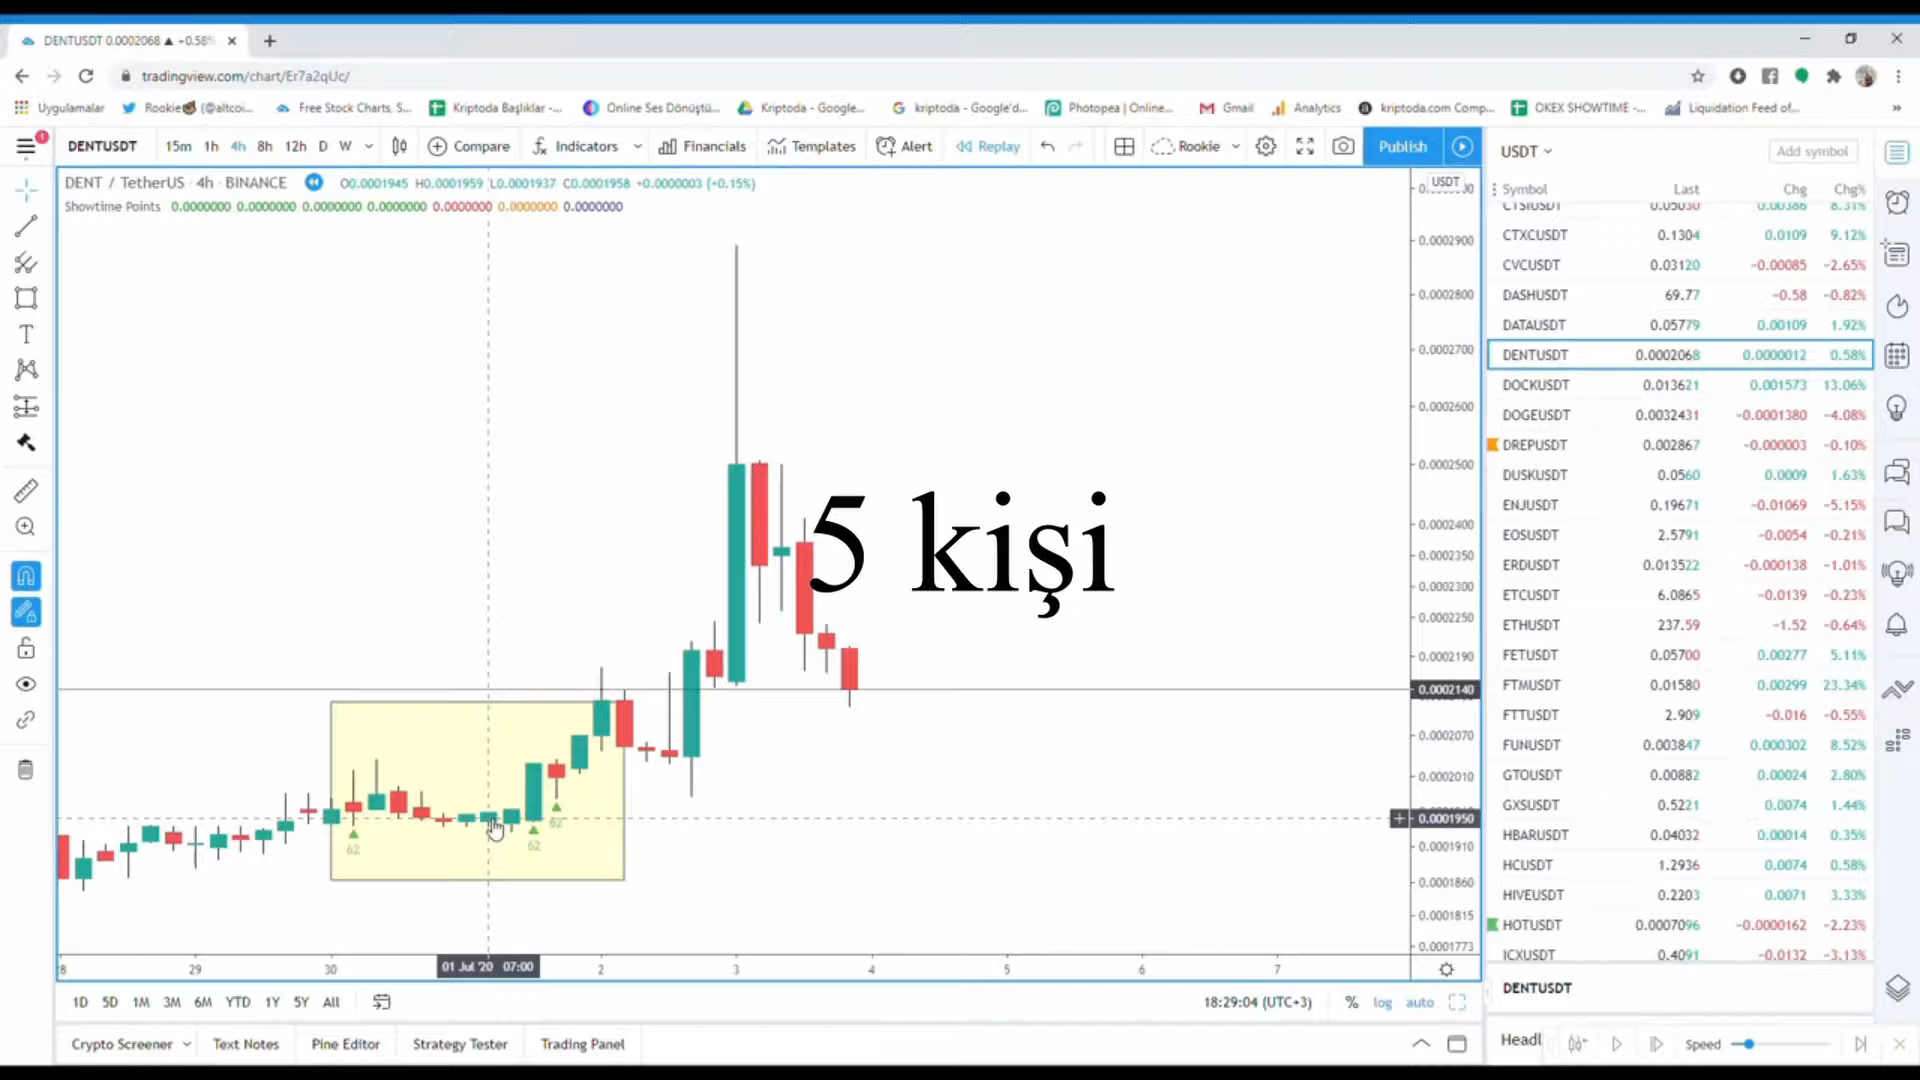 DENTUSDT 0.0002068 ▲ +0.58%
tradingview.com/chart/Er7a2qUc/
Uygulamalar Rookie (@altcoi... Free Stock Charts, S... Kriptoda Başlıklar -... Online Ses Dönüştü... Kriptoda - Google... kriptoda - Google'd... Photopea | Online... Gmail Analytics kriptoda.com Comp... OKEX SHOWTIME -... Liquidation Feed of... »
1 DENTUSDT 15m 1h 4h 8h 12h D W Compare Indicators Financials Templates Alert Replay Rookie Publish
USDT Add symbol
DENT / TetherUS · 4h · BINANCE O0.0001945 H0.0001959 L0.0001937 C0.0001958 +0.0000003 (+0.15%)
Showtime Points 0.0000000 0.0000000 0.0000000 0.0000000 0.0000000 0.0000000 0.0000000
USDT
0.0002900
0.0002800
0.0002700
0.0002600
0.0002500
0.0002400
0.0002350
0.0002300
0.0002250
0.0002190
0.0002140
0.0002070
0.0002010
0.0001950
0.0001910
0.0001860
0.0001815
0.0001773
5 kişi
62
62
62
29 30 01 Jul '20 07:00 2 3 4 5 6 7
1D 5D 1M 3M 6M YTD 1Y 5Y All 18:29:04 (UTC+3) % log auto
Crypto Screener Text Notes Pine Editor Strategy Tester Trading Panel
Symbol Last Chg Chg%
CTSIUSDT 0.05030 0.00386 8.31%
CTXCUSDT 0.1304 0.0109 9.12%
CVCUSDT 0.03120 -0.00085 -2.65%
DASHUSDT 69.77 -0.58 -0.82%
DATAUSDT 0.05779 0.00109 1.92%
DENTUSDT 0.0002068 0.0000012 0.58%
DOCKUSDT 0.013621 0.001573 13.06%
DOGEUSDT 0.0032431 -0.0001380 -4.08%
DREPUSDT 0.002867 -0.000003 -0.10%
DUSKUSDT 0.0560 0.0009 1.63%
ENJUSDT 0.19671 -0.01069 -5.15%
EOSUSDT 2.5791 -0.0054 -0.21%
ERDUSDT 0.013522 -0.000138 -1.01%
ETCUSDT 6.0865 -0.0139 -0.23%
ETHUSDT 237.59 -1.52 -0.64%
FETUSDT 0.05700 0.00277 5.11%
FTMUSDT 0.01580 0.00299 23.34%
FTTUSDT 2.909 -0.016 -0.55%
FUNUSDT 0.003847 0.000302 8.52%
GTOUSDT 0.00882 0.00024 2.80%
GXSUSDT 0.5221 0.0074 1.44%
HBARUSDT 0.04032 0.00014 0.35%
HCUSDT 1.2936 0.0074 0.58%
HIVEUSDT 0.2203 0.0071 3.33%
HOTUSDT 0.0007096 -0.0000162 -2.23%
ICXUSDT 0.4091 -0.0132 -3.13%
DENTUSDT
Headl Speed